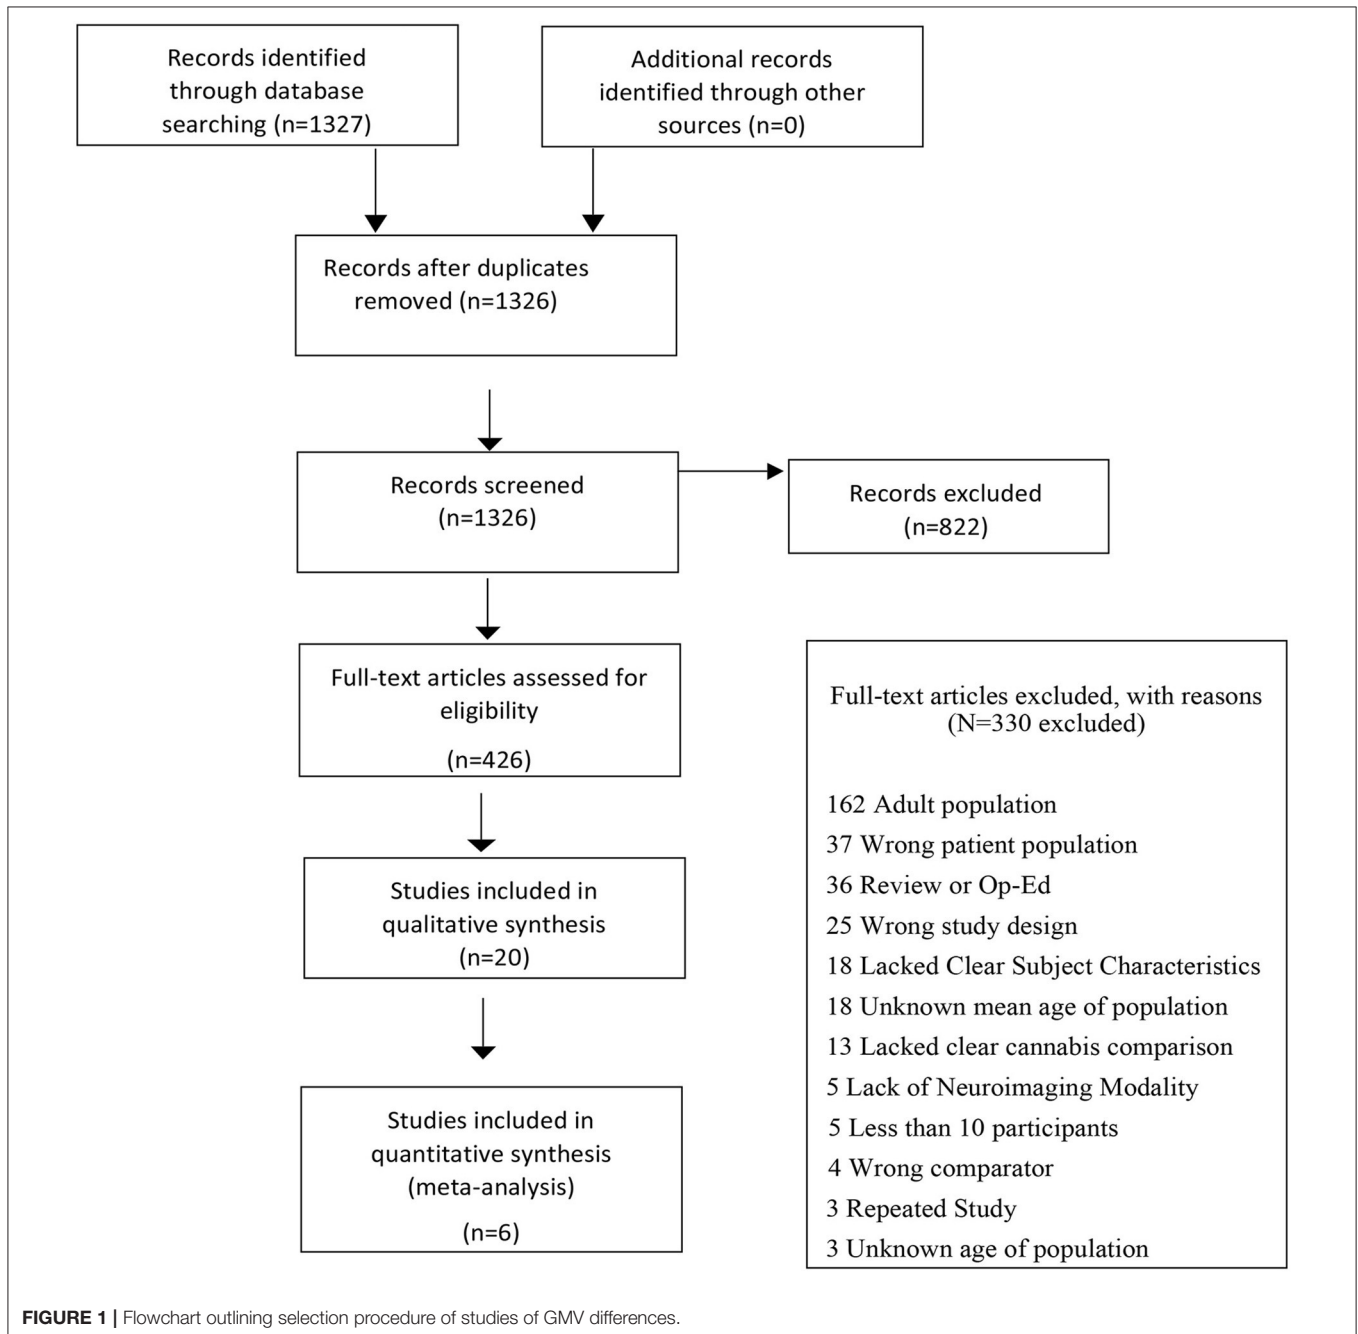 Records identified
through database
searching (n=1327)
Additional records
identified through other
sources (n=0)
Records after duplicates
removed (n=1326)
Records screened
(n=1326)
Records excluded
(n=822)
Full-text articles assessed for
eligibility
(n=426)
Full-text articles excluded, with reasons
(N=330 excluded)
162 Adult population
37 Wrong patient population
36 Review or Op-Ed
25 Wrong study design
18 Lacked Clear Subject Characteristics
18 Unknown mean age of population
13 Lacked clear cannabis comparison
5 Lack of Neuroimaging Modality
5 Less than 10 participants
4 Wrong comparator
3 Repeated Study
3 Unknown age of population
Studies included in
qualitative synthesis
(n=20)
Studies included in
quantitative synthesis
(meta-analysis)
(n=6)
FIGURE 1 | Flowchart outlining selection procedure of studies of GMV differences.